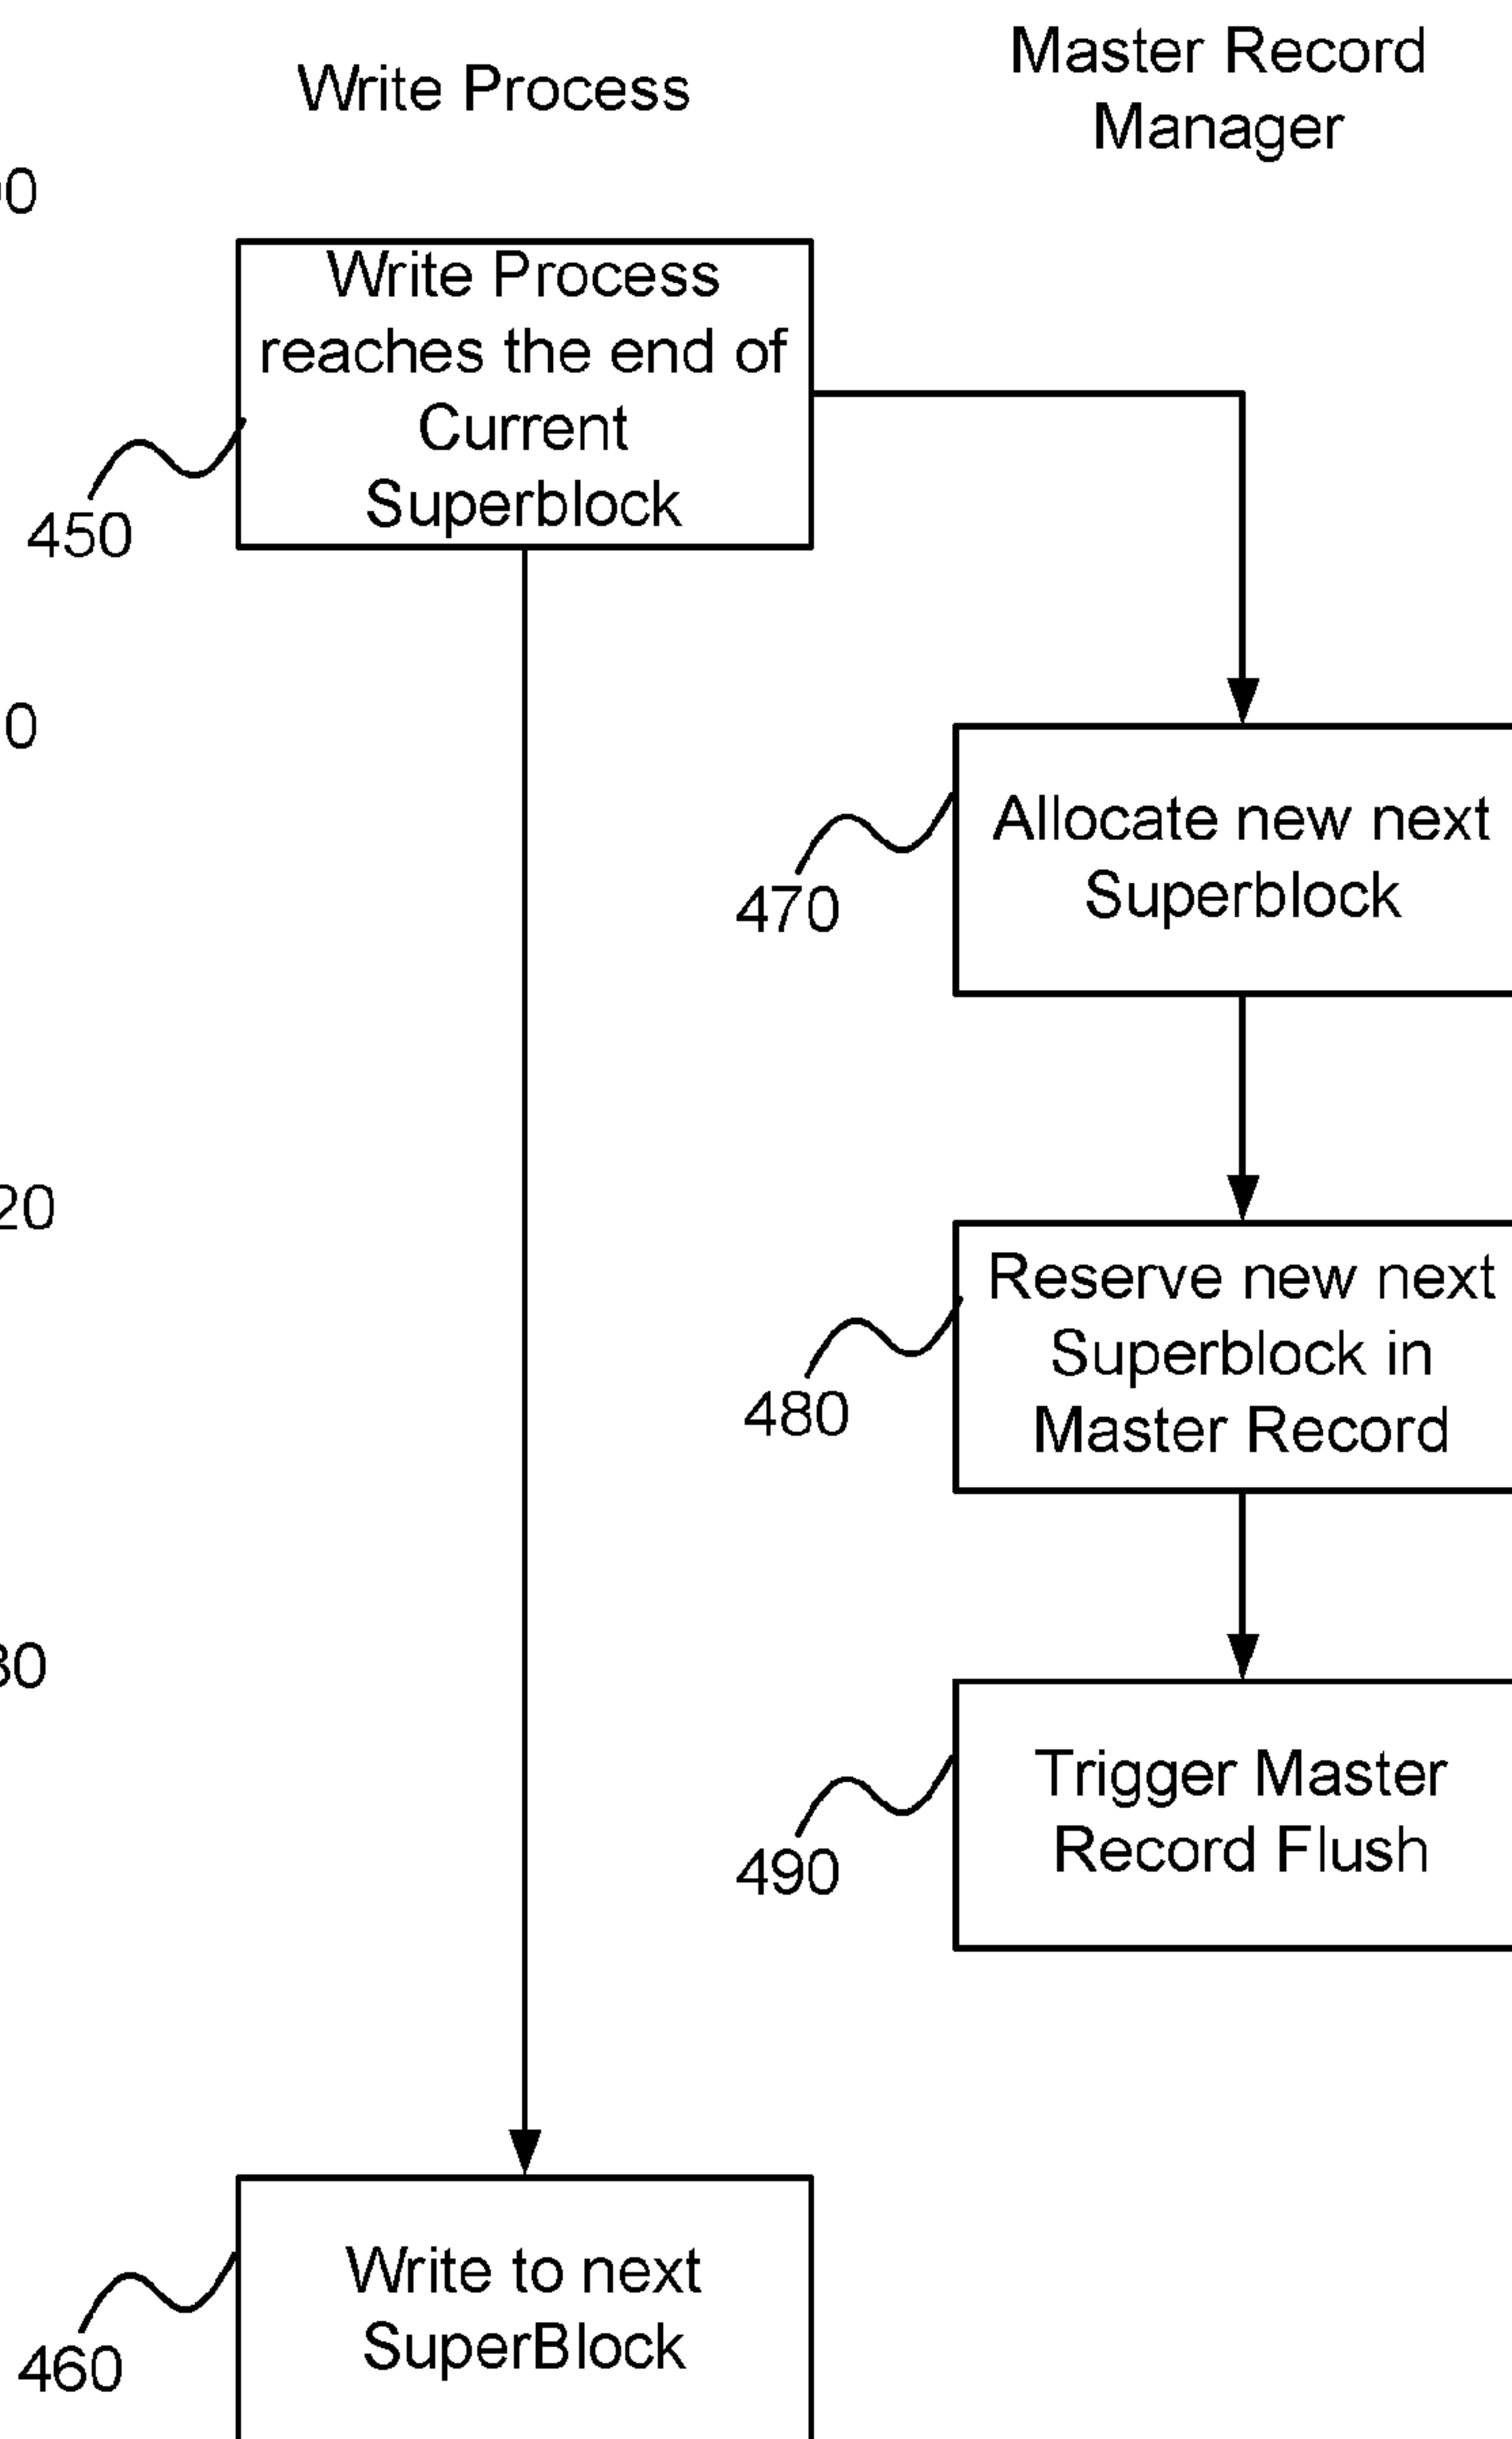 Write Process
Master Record
Manager
Write Process
reaches the end of
Current
Superblock
450
Allocate new next
Superblock
470
Reserve new next
Superblock in
Master Record
480
Trigger Master
Record Flush
490
Write to next
SuperBlock
460